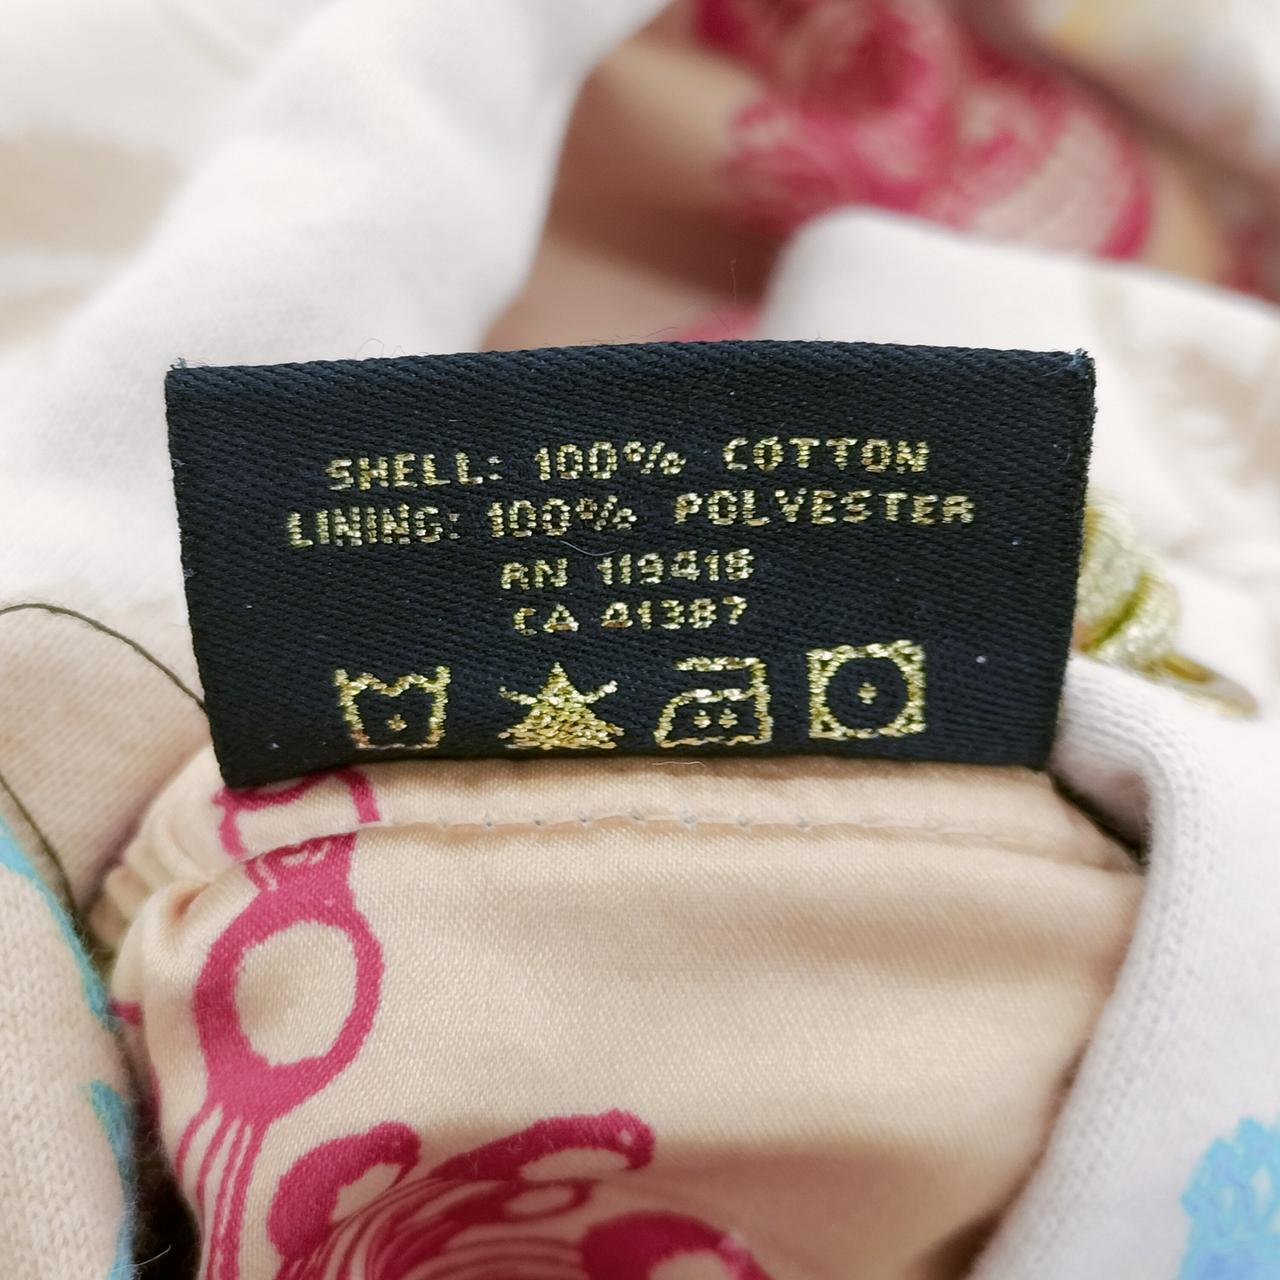 SHELL: 100% COTTON
LINING: 100% POLYESTER
RN 119418
CA 41387